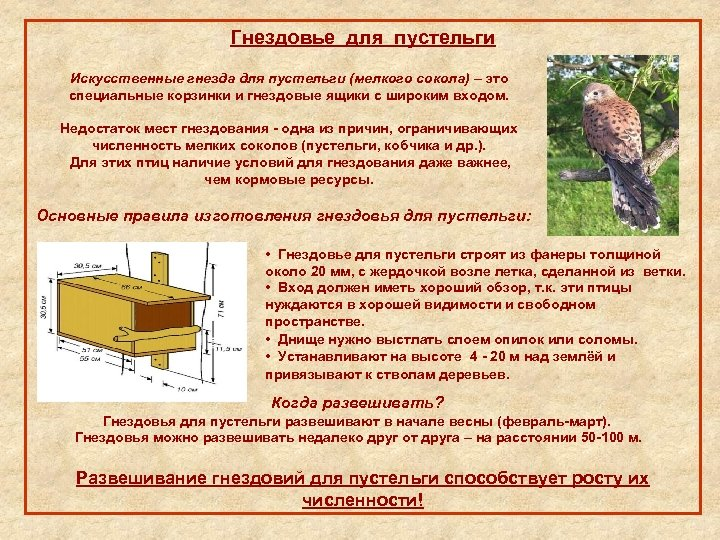 Гнездовье для пустельги
Искусственные гнезда для пустельги (мелкого сокола) – это
специальные корзинки и гнездовые ящики с широким входом.
Недостаток мест гнездования - одна из причин, ограничивающих
численность мелких соколов (пустельги, кобчика и др. ).
Для этих птиц наличие условий для гнездования даже важнее,
чем кормовые ресурсы.
Основные правила изготовления гнездовья для пустельги:
• Гнездовье для пустельги строят из фанеры толщиной
около 20 мм, с жердочкой возле летка, сделанной из ветки.
• Вход должен иметь хороший обзор, т.к. эти птицы
нуждаются в хорошей видимости и свободном
пространстве.
• Днище нужно выстлать слоем опилок или соломы.
• Устанавливают на высоте 4 - 20 м над землёй и
привязывают к стволам деревьев.
30,5 см
66 см
30,5 см
71 см
51 см
55 см
11,5 см
10 см
Когда развешивать?
Гнездовья для пустельги развешивают в начале весны (февраль-март).
Гнездовья можно развешивать недалеко друг от друга – на расстоянии 50-100 м.
Развешивание гнездовий для пустельги способствует росту их
численности!